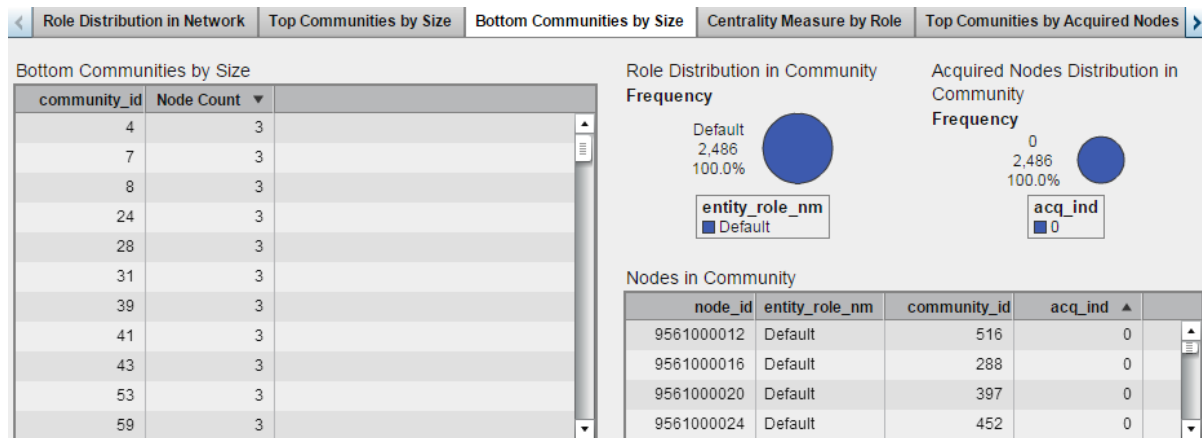 Role Distribution in Network Top Communities by Size Bottom Communities by Size Centrality Measure by Role Top Comunities by Acquired Nodes
Bottom Communities by Size
community_id Node Count
4 3
7 3
8 3
24 3
28 3
31 3
39 3
41 3
43 3
53 3
59 3
Role Distribution in Community
Frequency
Default
2,486
100.0%
entity_role_nm
Default
Acquired Nodes Distribution in
Community
Frequency
0
2,486
100.0%
acq_ind
0
Nodes in Community
node_id entity_role_nm community_id acq_ind
9561000012 Default 516 0
9561000016 Default 288 0
9561000020 Default 397 0
9561000024 Default 452 0